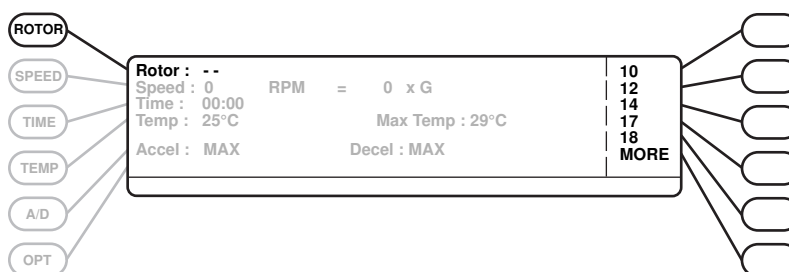 ROTOR
SPEED
TIME
TEMP
A/D
OPT
Rotor : - -
Speed : 0 RPM = 0 x G
Time : 00:00
Temp : 25°C Max Temp : 29°C
Accel : MAX Decel : MAX
10
12
14
17
18
MORE